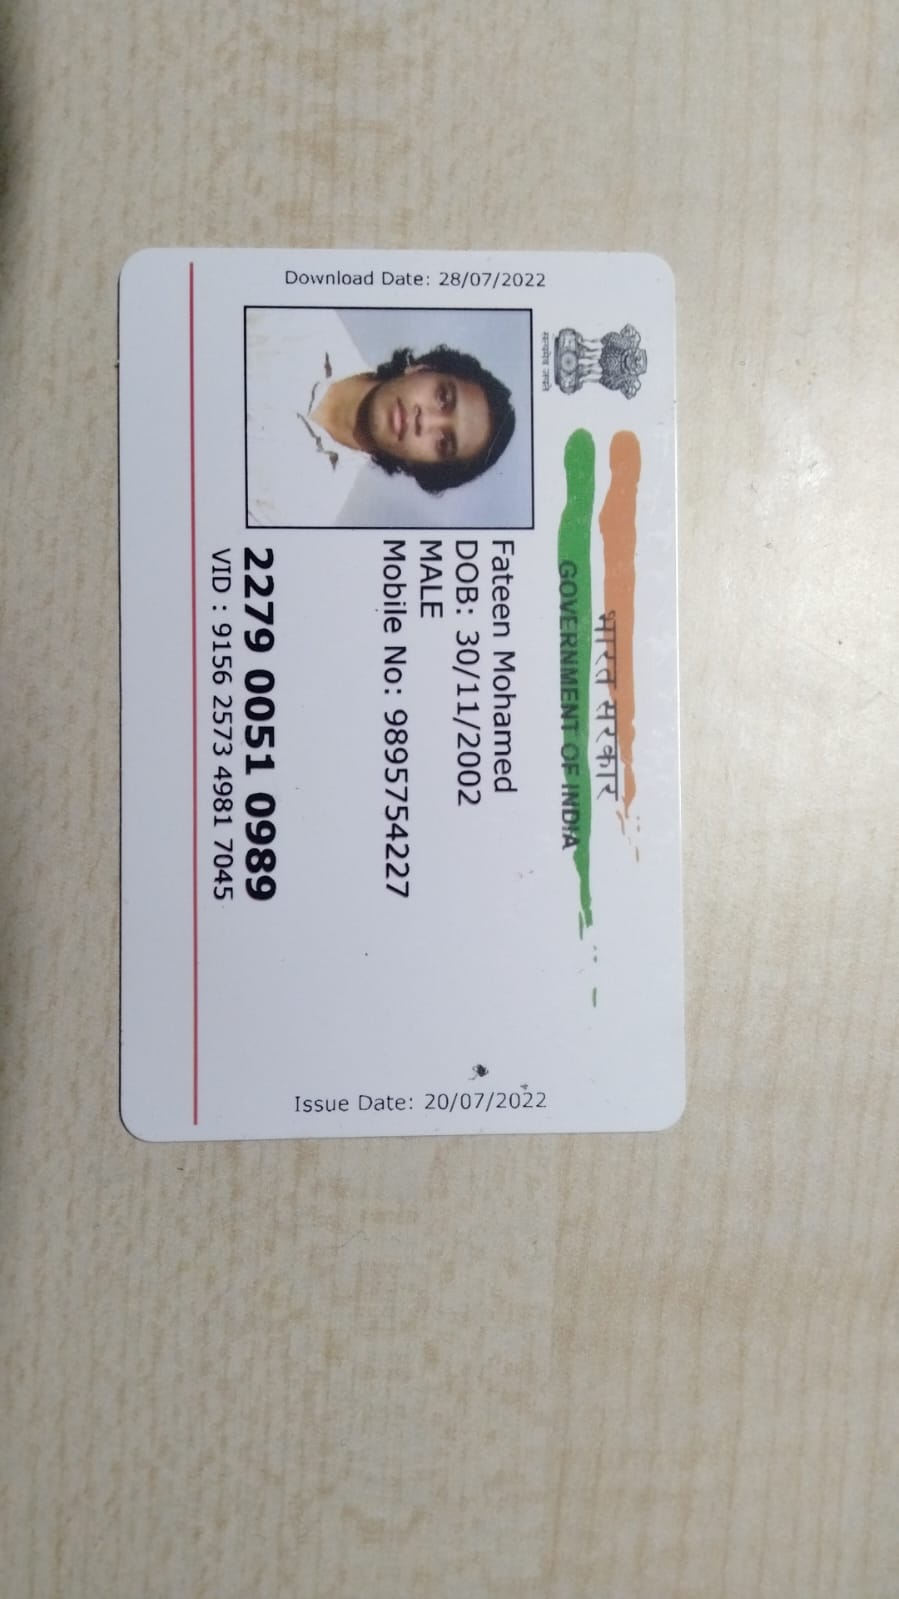 भारत सरकार
GOVERNMENT OF INDIA
सत्यमेव जयते
Download Date: 28/07/2022
Fateen Mohamed
DOB: 30/11/2002
MALE
Mobile No: 9895754227
2279 0051 0989
VID : 9156 2573 4981 7045
Issue Date: 20/07/2022